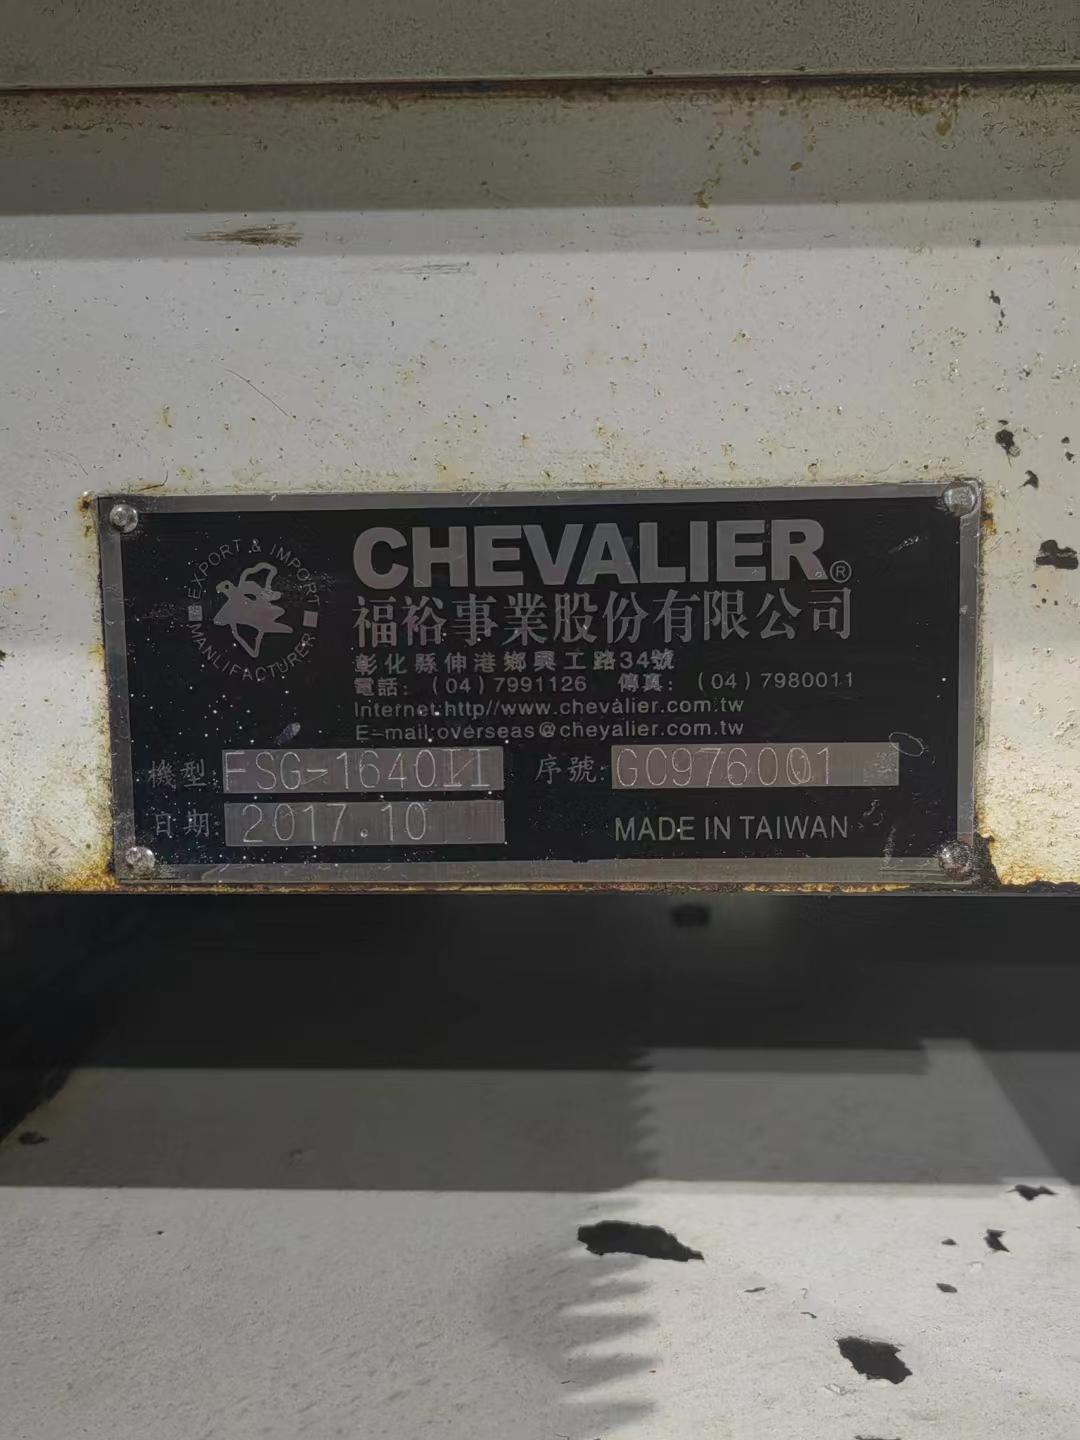 EXPORT & IMPORT
MANUFACTURER
CHEVALIER®
福裕事業股份有限公司
彰化縣伸港鄉興工路34號
電話：（04）7991126 傳真：（04）7980011
Internet:http//www.chevalier.com.tw
E-mail:overseas@chevalier.com.tw
機型 FSG-1640II 序號 GC976001
日期 2017.10 MADE IN TAIWAN